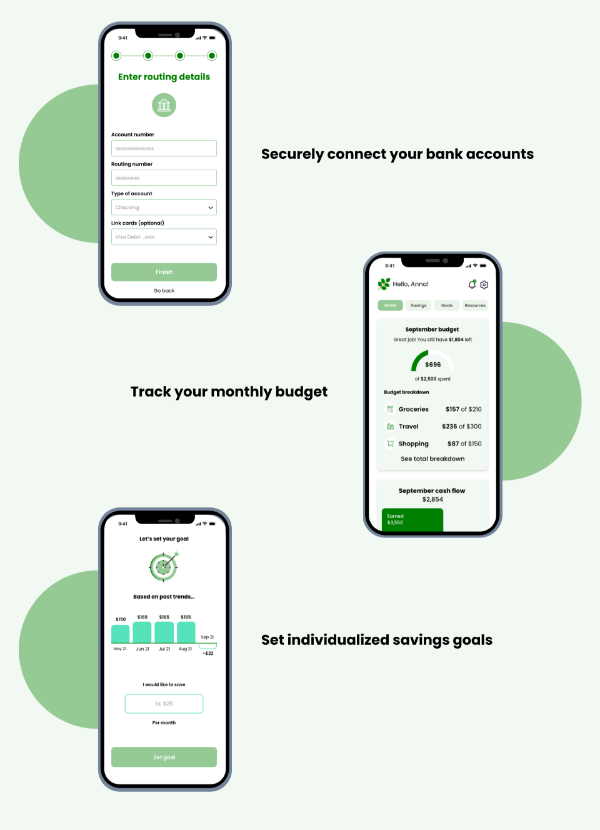 9:41
Enter routing details
Account number
xxxxxxxxxxxxxx
Routing number
xxxxxxxxx
Type of account
Checking
Link cards (optional)
Visa Debit ...xxxx
Finish
Go back
Securely connect your bank accounts
9:41
Hello, Anna!
Home Savings Goals Resources
September budget
Great job! You still have $1,804 left
$696
of $2,500 spent
Budget breakdown
Groceries $157 of $210
Travel $236 of $300
Shopping $87 of $150
See total breakdown
September cash flow
$2,854
Earned
$3,550
Track your monthly budget
9:41
Let's set your goal
Based on past trends...
$150 $165 $165 $165
Sep 21
May 21 Jun 21 Jul 21 Aug 21
-$22
I would like to save
Ex. $25
Per month
Set goal
Set individualized savings goals